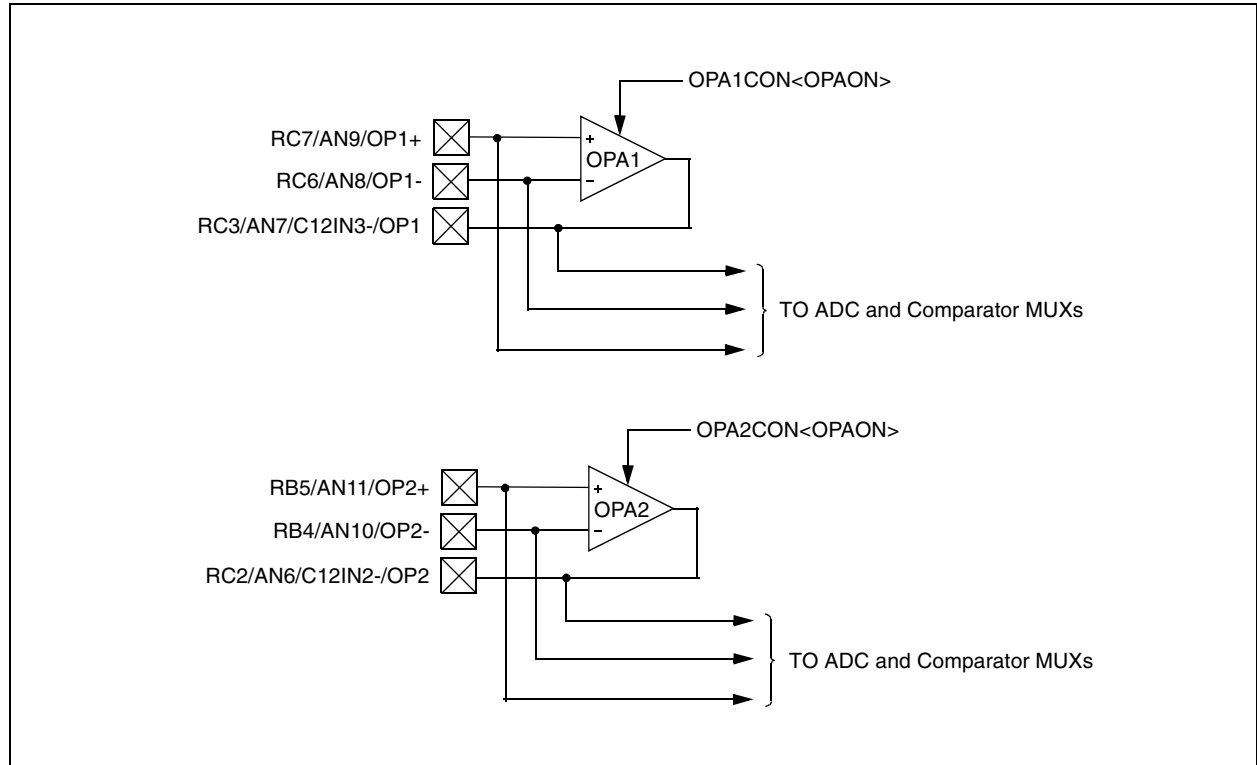 OPA1CON<OPAON>
RC7/AN9/OP1+
+
OPA1
RC6/AN8/OP1-
–
RC3/AN7/C12IN3-/OP1
TO ADC and Comparator MUXs
OPA2CON<OPAON>
RB5/AN11/OP2+
+
OPA2
RB4/AN10/OP2-
–
RC2/AN6/C12IN2-/OP2
TO ADC and Comparator MUXs